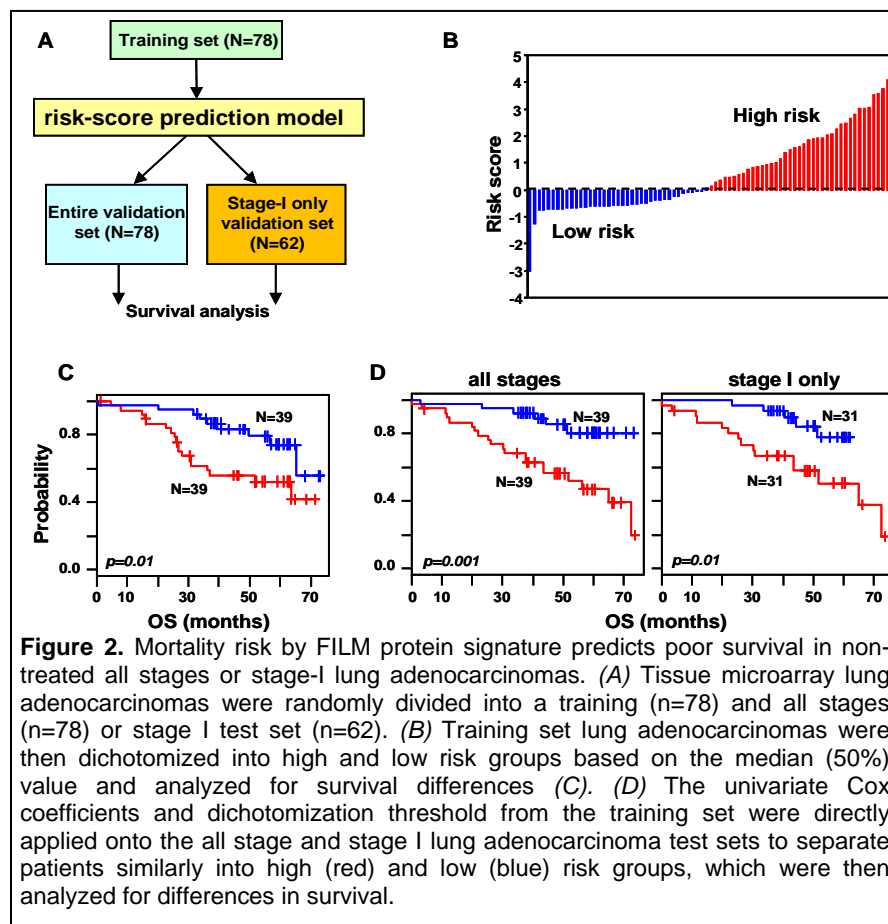 A
Training set (N=78)
risk-score prediction model
Entire validation
set (N=78)
Stage-I only
validation set
(N=62)
Survival analysis
B
Risk score
5
4
3
2
1
0
-1
-2
-3
-4
High risk
Low risk
C
Probability
0.8
0.4
0.0
N=39
N=39
p=0.01
0 10 30 50 70
OS (months)
D
all stages
0.8
0.4
0.0
N=39
N=39
p=0.001
0 10 30 50 70
stage I only
N=31
N=31
p=0.01
0 10 30 50 70
OS (months)
Figure 2. Mortality risk by FILM protein signature predicts poor survival in non-
treated all stages or stage-I lung adenocarcinomas. (A) Tissue microarray lung
adenocarcinomas were randomly divided into a training (n=78) and all stages
(n=78) or stage I test set (n=62). (B) Training set lung adenocarcinomas were
then dichotomized into high and low risk groups based on the median (50%)
value and analyzed for survival differences (C). (D) The univariate Cox
coefficients and dichotomization threshold from the training set were directly
applied onto the all stage and stage I lung adenocarcinoma test sets to separate
patients similarly into high (red) and low (blue) risk groups, which were then
analyzed for differences in survival.